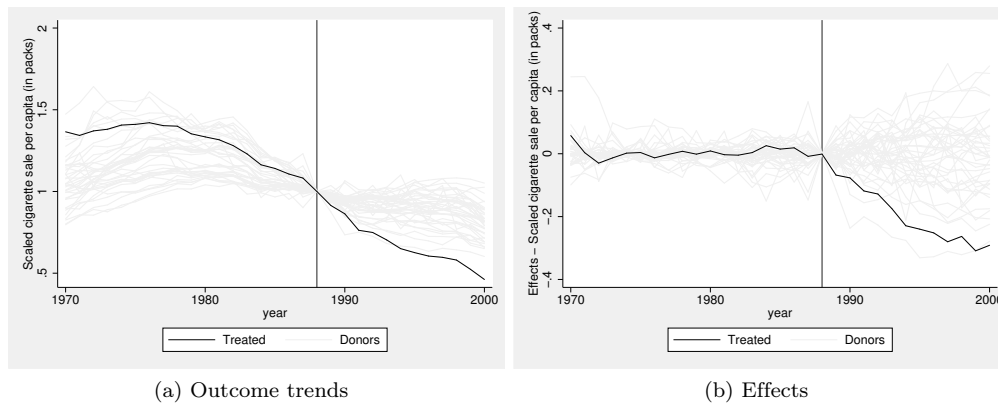 Scaled cigarette sale per capita (in packs)
2
1.5
1
.5
1970
1980
1990
2000
year
Treated
Donors
(a) Outcome trends
Effects − Scaled cigarette sale per capita (in packs)
.4
.2
0
−.2
−.4
1970
1980
1990
2000
year
Treated
Donors
(b) Effects